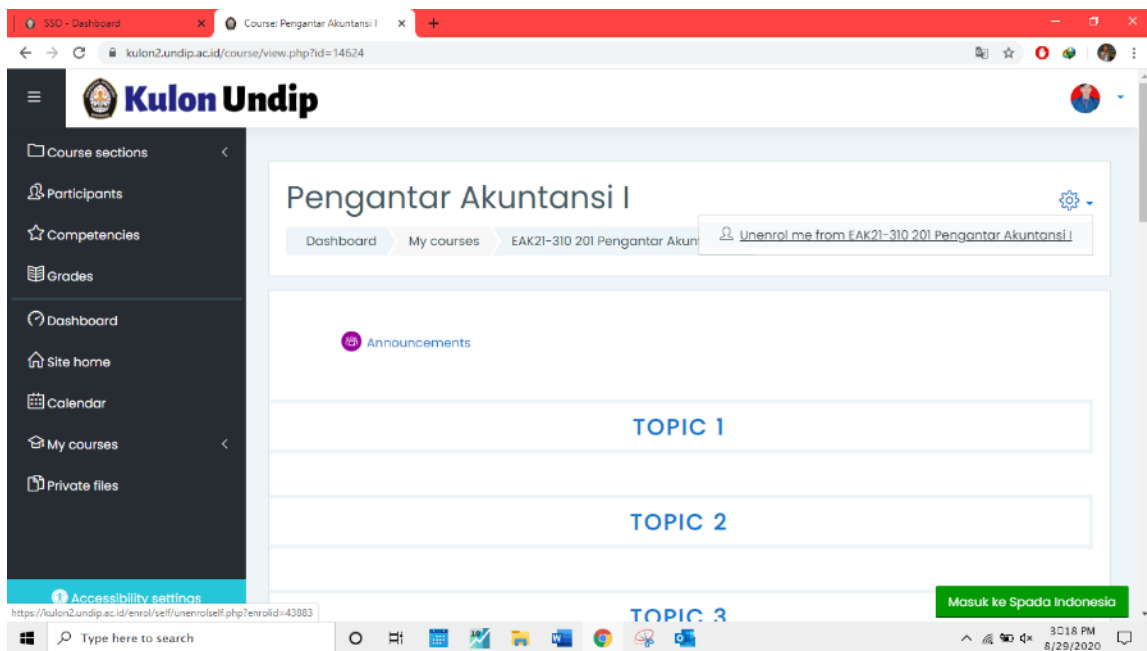 SSO - Dashboard
Course: Pengantar Akuntansi I
kulon2.undip.ac.id/course/view.php?id=14624
Kulon Undip
Course sections
Participants
Competencies
Grades
Dashboard
Site home
Calendar
My courses
Private files
Accessibility settings
Pengantar Akuntansi I
Dashboard My courses EAK21-310 201 Pengantar Akun
Unenrol me from EAK21-310 201 Pengantar Akuntansi I
Announcements
TOPIC 1
TOPIC 2
TOPIC 3
Masuk ke Spada Indonesia
https://kulon2.undip.ac.id/enrol/self/unenrolself.php?enrolid=43883
Type here to search
3□18 PM
8/29/2020